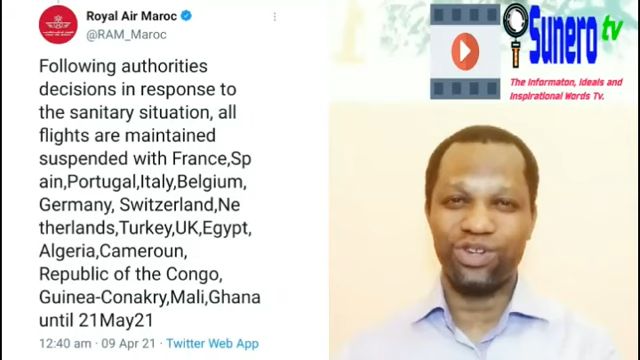 Royal Air Maroc
@RAM_Maroc
Following authorities
decisions in response to
the sanitary situation, all
flights are maintained
suspended with France,Sp
ain,Portugal,Italy,Belgium,
Germany, Switzerland,Ne
therlands,Turkey,UK,Egypt,
Algeria,Cameroun,
Republic of the Congo,
Guinea-Conakry,Mali,Ghana
until 21May21
12:40 am · 09 Apr 21 · Twitter Web App
iSunero tv
The Informaton, Ideals and
Inspirational Words Tv.